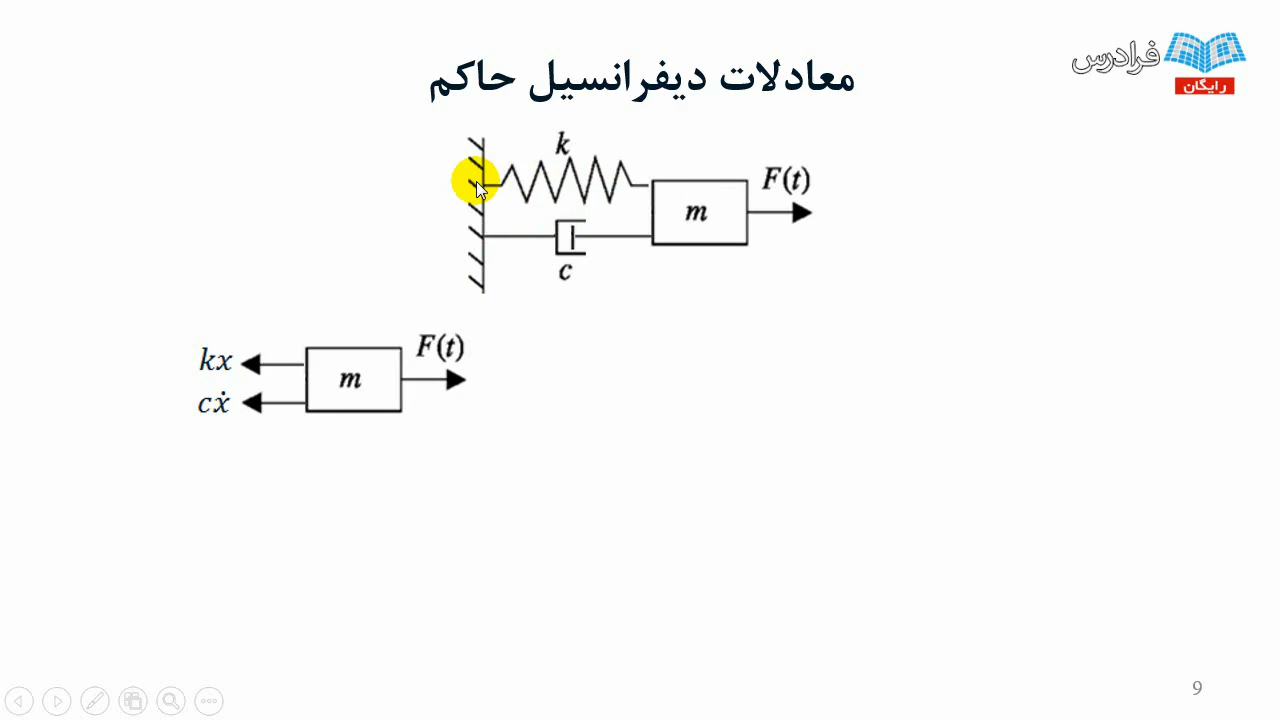 فرادرس
رایگان
معادلات دیفرانسیل حاکم
k
F(t)
m
c
F(t)
kx
m
cẋ
9